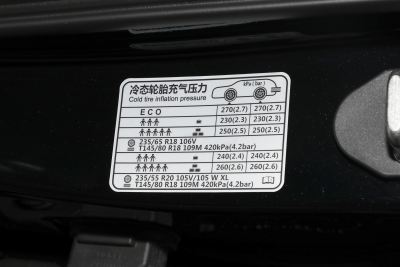 冷态轮胎充气压力 kPa(bar)
Cold tire inflation pressure
ECO 270(2.7) 270(2.7)
230(2.3) 230(2.3)
250(2.5) 250(2.5)
235/65 R18 106V
T145/80 R18 109M 420kPa(4.2bar)
240(2.4) 240(2.4)
260(2.6) 260(2.6)
235/55 R20 105V/105 W XL
T145/80 R18 109M 420kPa(4.2bar)